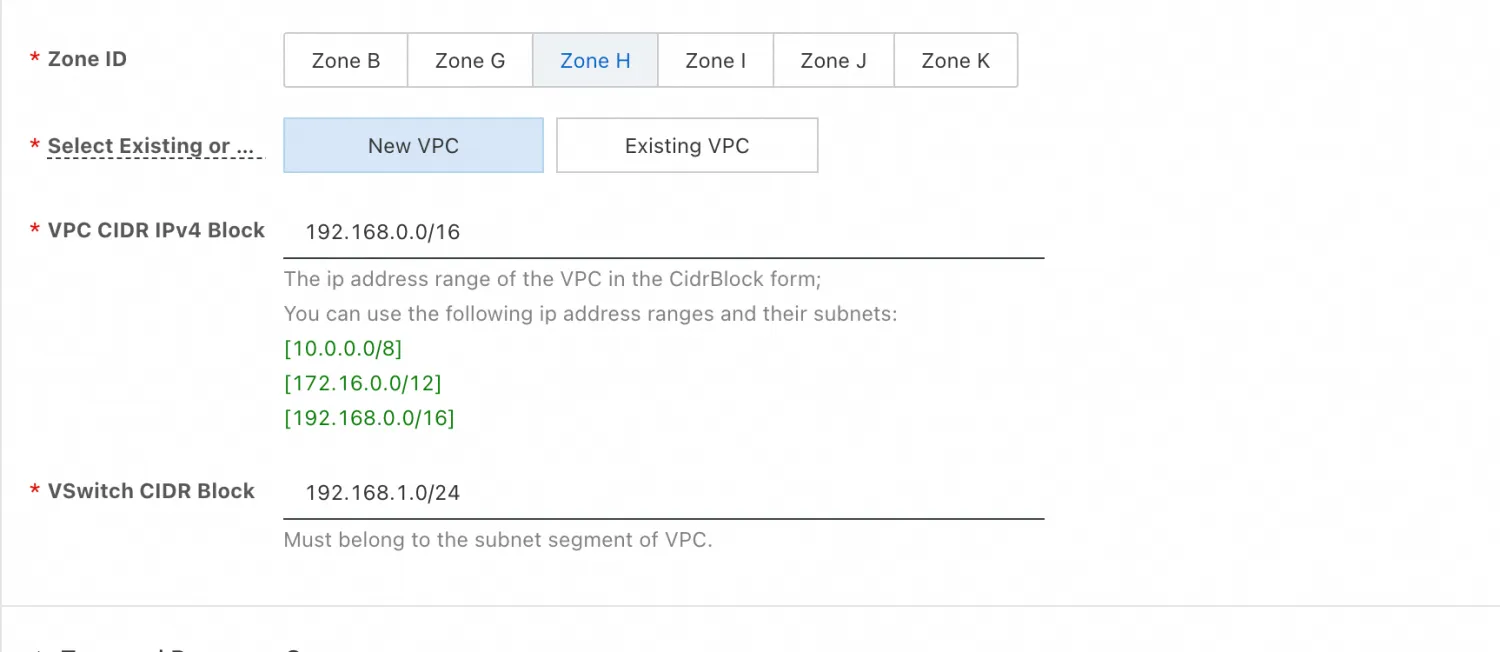 * Zone ID
Zone B Zone G Zone H Zone I Zone J Zone K
* Select Existing or ...
New VPC Existing VPC
* VPC CIDR IPv4 Block
192.168.0.0/16
The ip address range of the VPC in the CidrBlock form;
You can use the following ip address ranges and their subnets:
[10.0.0.0/8]
[172.16.0.0/12]
[192.168.0.0/16]
* VSwitch CIDR Block
192.168.1.0/24
Must belong to the subnet segment of VPC.